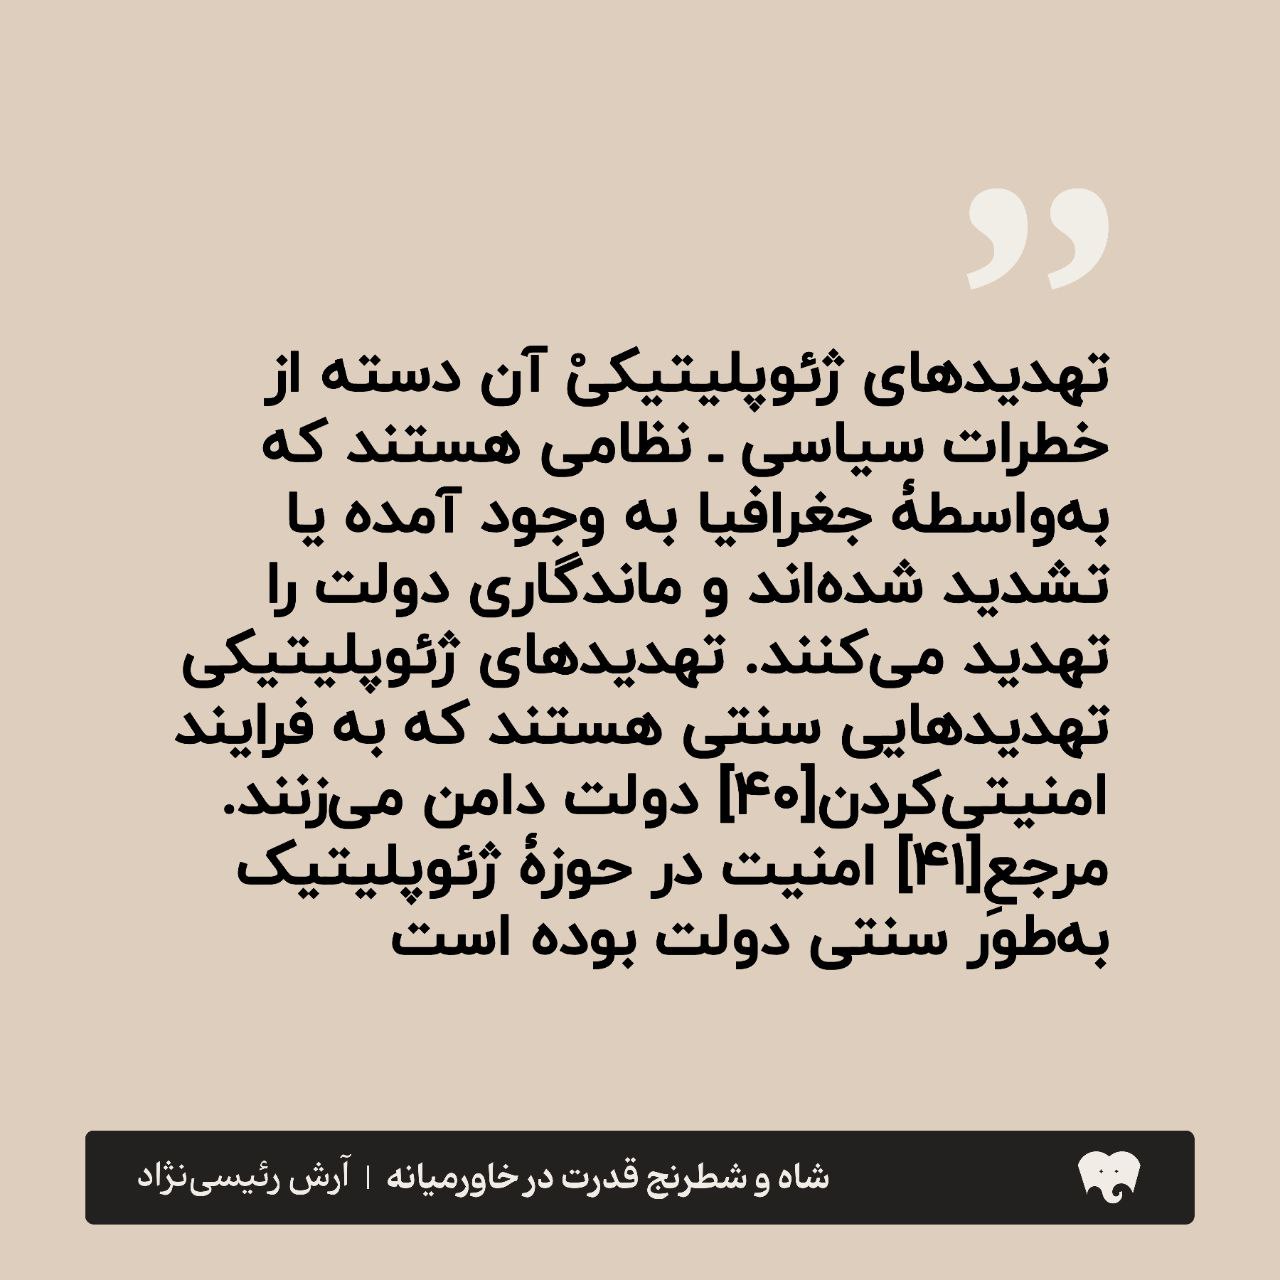 ”
تهدیدهای ژئوپلیتیکیْ آن دسته از
خطرات سیاسی ـ نظامی هستند که
به‌واسطهٔ جغرافیا به وجود آمده یا
تشدید شده‌اند و ماندگاری دولت را
تهدید می‌کنند. تهدیدهای ژئوپلیتیکی
تهدیدهایی سنتی هستند که به فرایند
امنیتی‌کردن[۴۰] دولت دامن می‌زنند.
مرجعِ[۴۱] امنیت در حوزهٔ ژئوپلیتیک
به‌طور سنتی دولت بوده است
شاه و شطرنج قدرت در خاورمیانه | آرش رئیسی‌نژاد